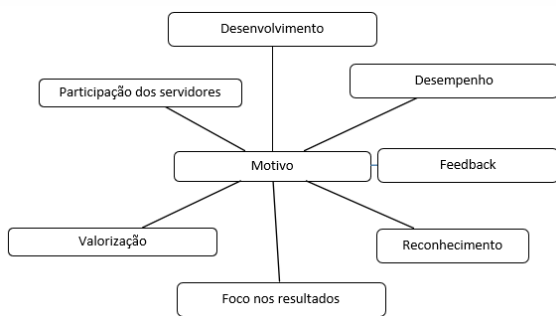 Desenvolvimento
Desempenho
Participação dos servidores
Motivo
Feedback
Valorização
Reconhecimento
Foco nos resultados